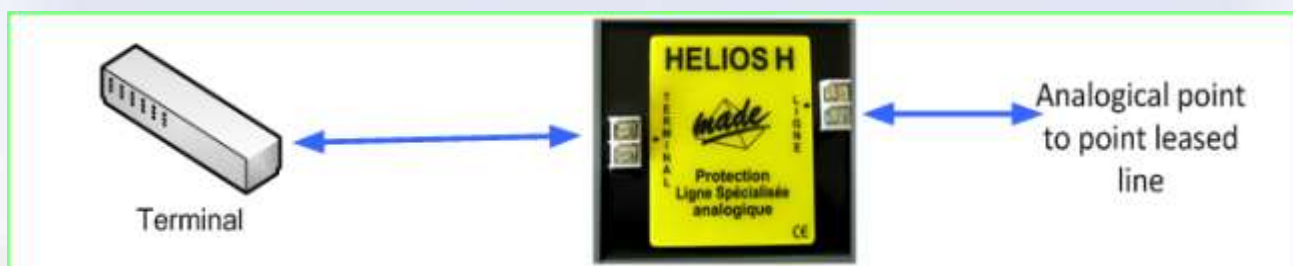 Terminal
HELIOS H
TERMINAL
made
LIGNE
Protection
Ligne Spécialisée
analogique
CE
Analogical point
to point leased
line